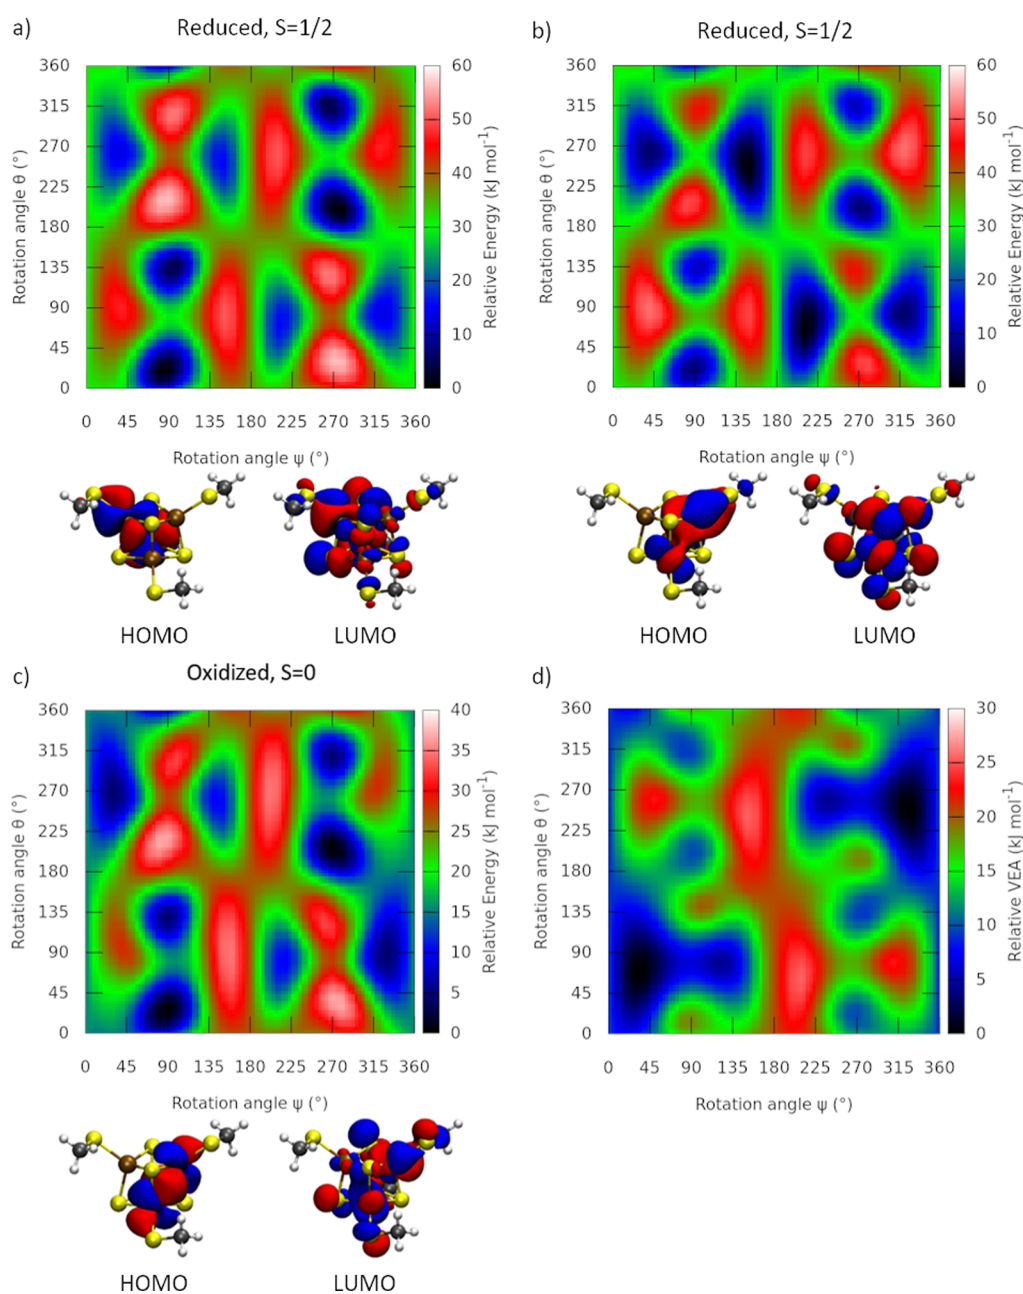 a) Reduced, S=1/2
360
315
270
225
180
135
90
45
0
Rotation angle θ (°)
0 45 90 135 180 225 270 315 360
Rotation angle ψ (°)
60
50
40
30
20
10
0
Relative Energy (kJ mol⁻¹)
HOMO LUMO
b) Reduced, S=1/2
360
315
270
225
180
135
90
45
0
Rotation angle θ (°)
0 45 90 135 180 225 270 315 360
Rotation angle ψ (°)
60
50
40
30
20
10
0
Relative Energy (kJ mol⁻¹)
HOMO LUMO
c) Oxidized, S=0
360
315
270
225
180
135
90
45
0
Rotation angle θ (°)
0 45 90 135 180 225 270 315 360
Rotation angle ψ (°)
40
35
30
25
20
15
10
5
0
Relative Energy (kJ mol⁻¹)
HOMO LUMO
d)
360
315
270
225
180
135
90
45
0
Rotation angle θ (°)
0 45 90 135 180 225 270 315 360
Rotation angle ψ (°)
30
25
20
15
10
5
0
Relative VEA (kJ mol⁻¹)